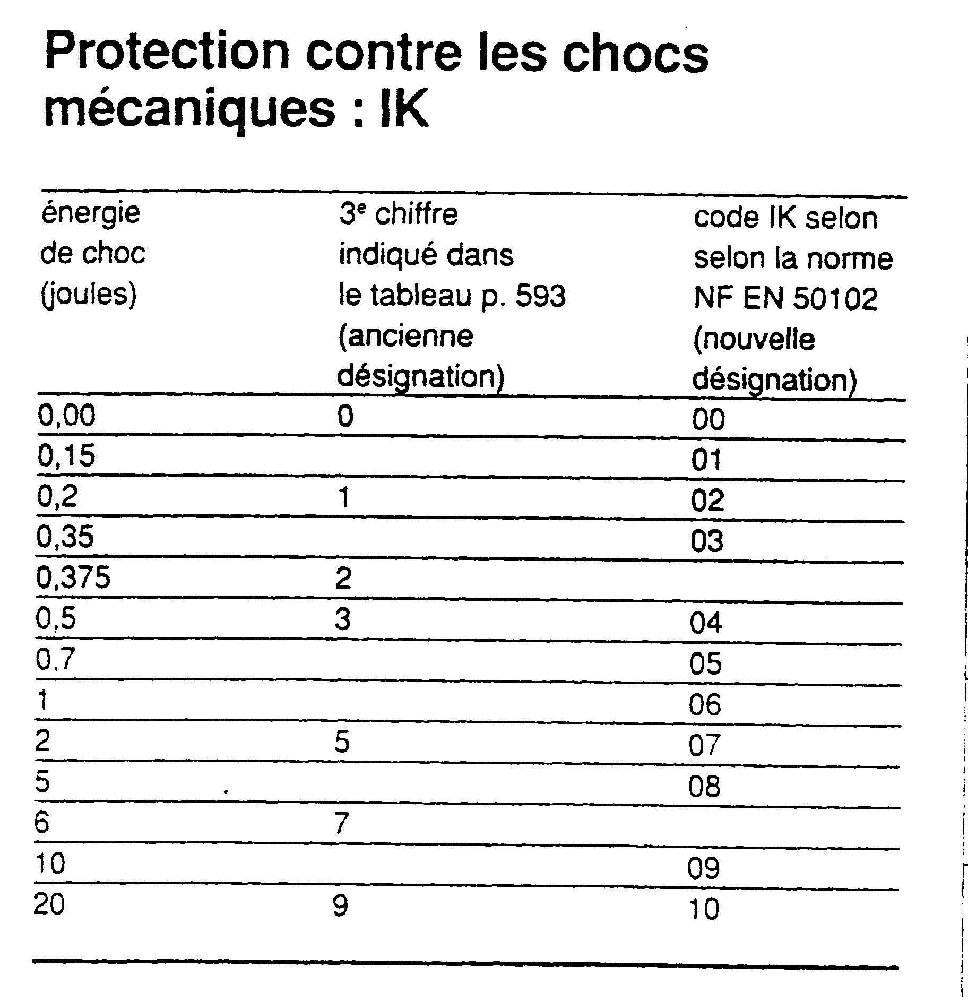 Protection contre les chocs
mécaniques : IK
énergie
de choc
(joules)
3e chiffre
indiqué dans
le tableau p. 593
(ancienne
désignation)
code IK selon
selon la norme
NF EN 50102
(nouvelle
désignation)
0,00 0 00
0,15 01
0,2 1 02
0,35 03
0,375 2
0,5 3 04
0,7 05
1 06
2 5 07
5 08
6 7
10 09
20 9 10